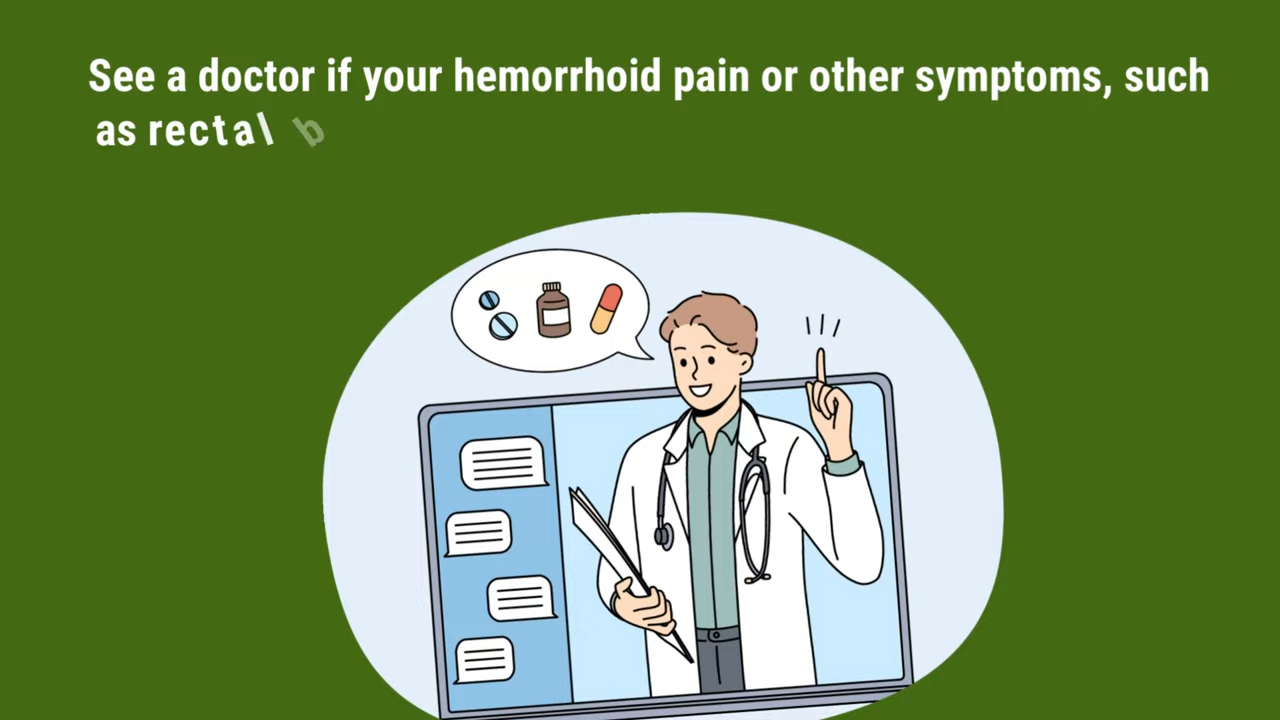 See a doctor if your hemorrhoid pain or other symptoms, such
as rectal b